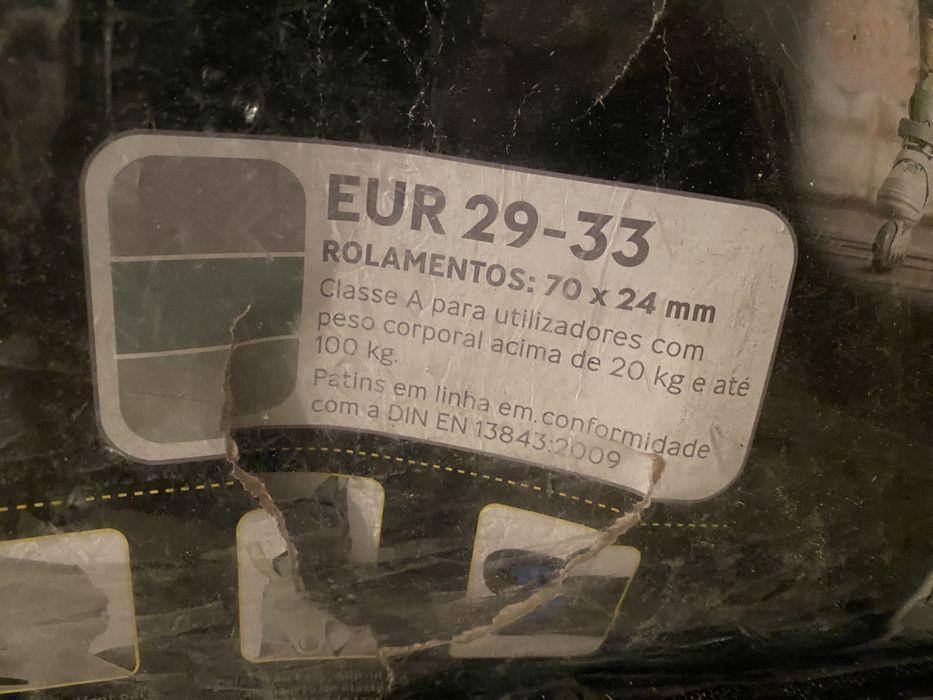 EUR 29-33
ROLAMENTOS: 70 x 24 mm
Classe A para utilizadores com
peso corporal acima de 20 kg e até
100 kg.
Patins em linha em conformidade
com a DIN EN 13843:2009